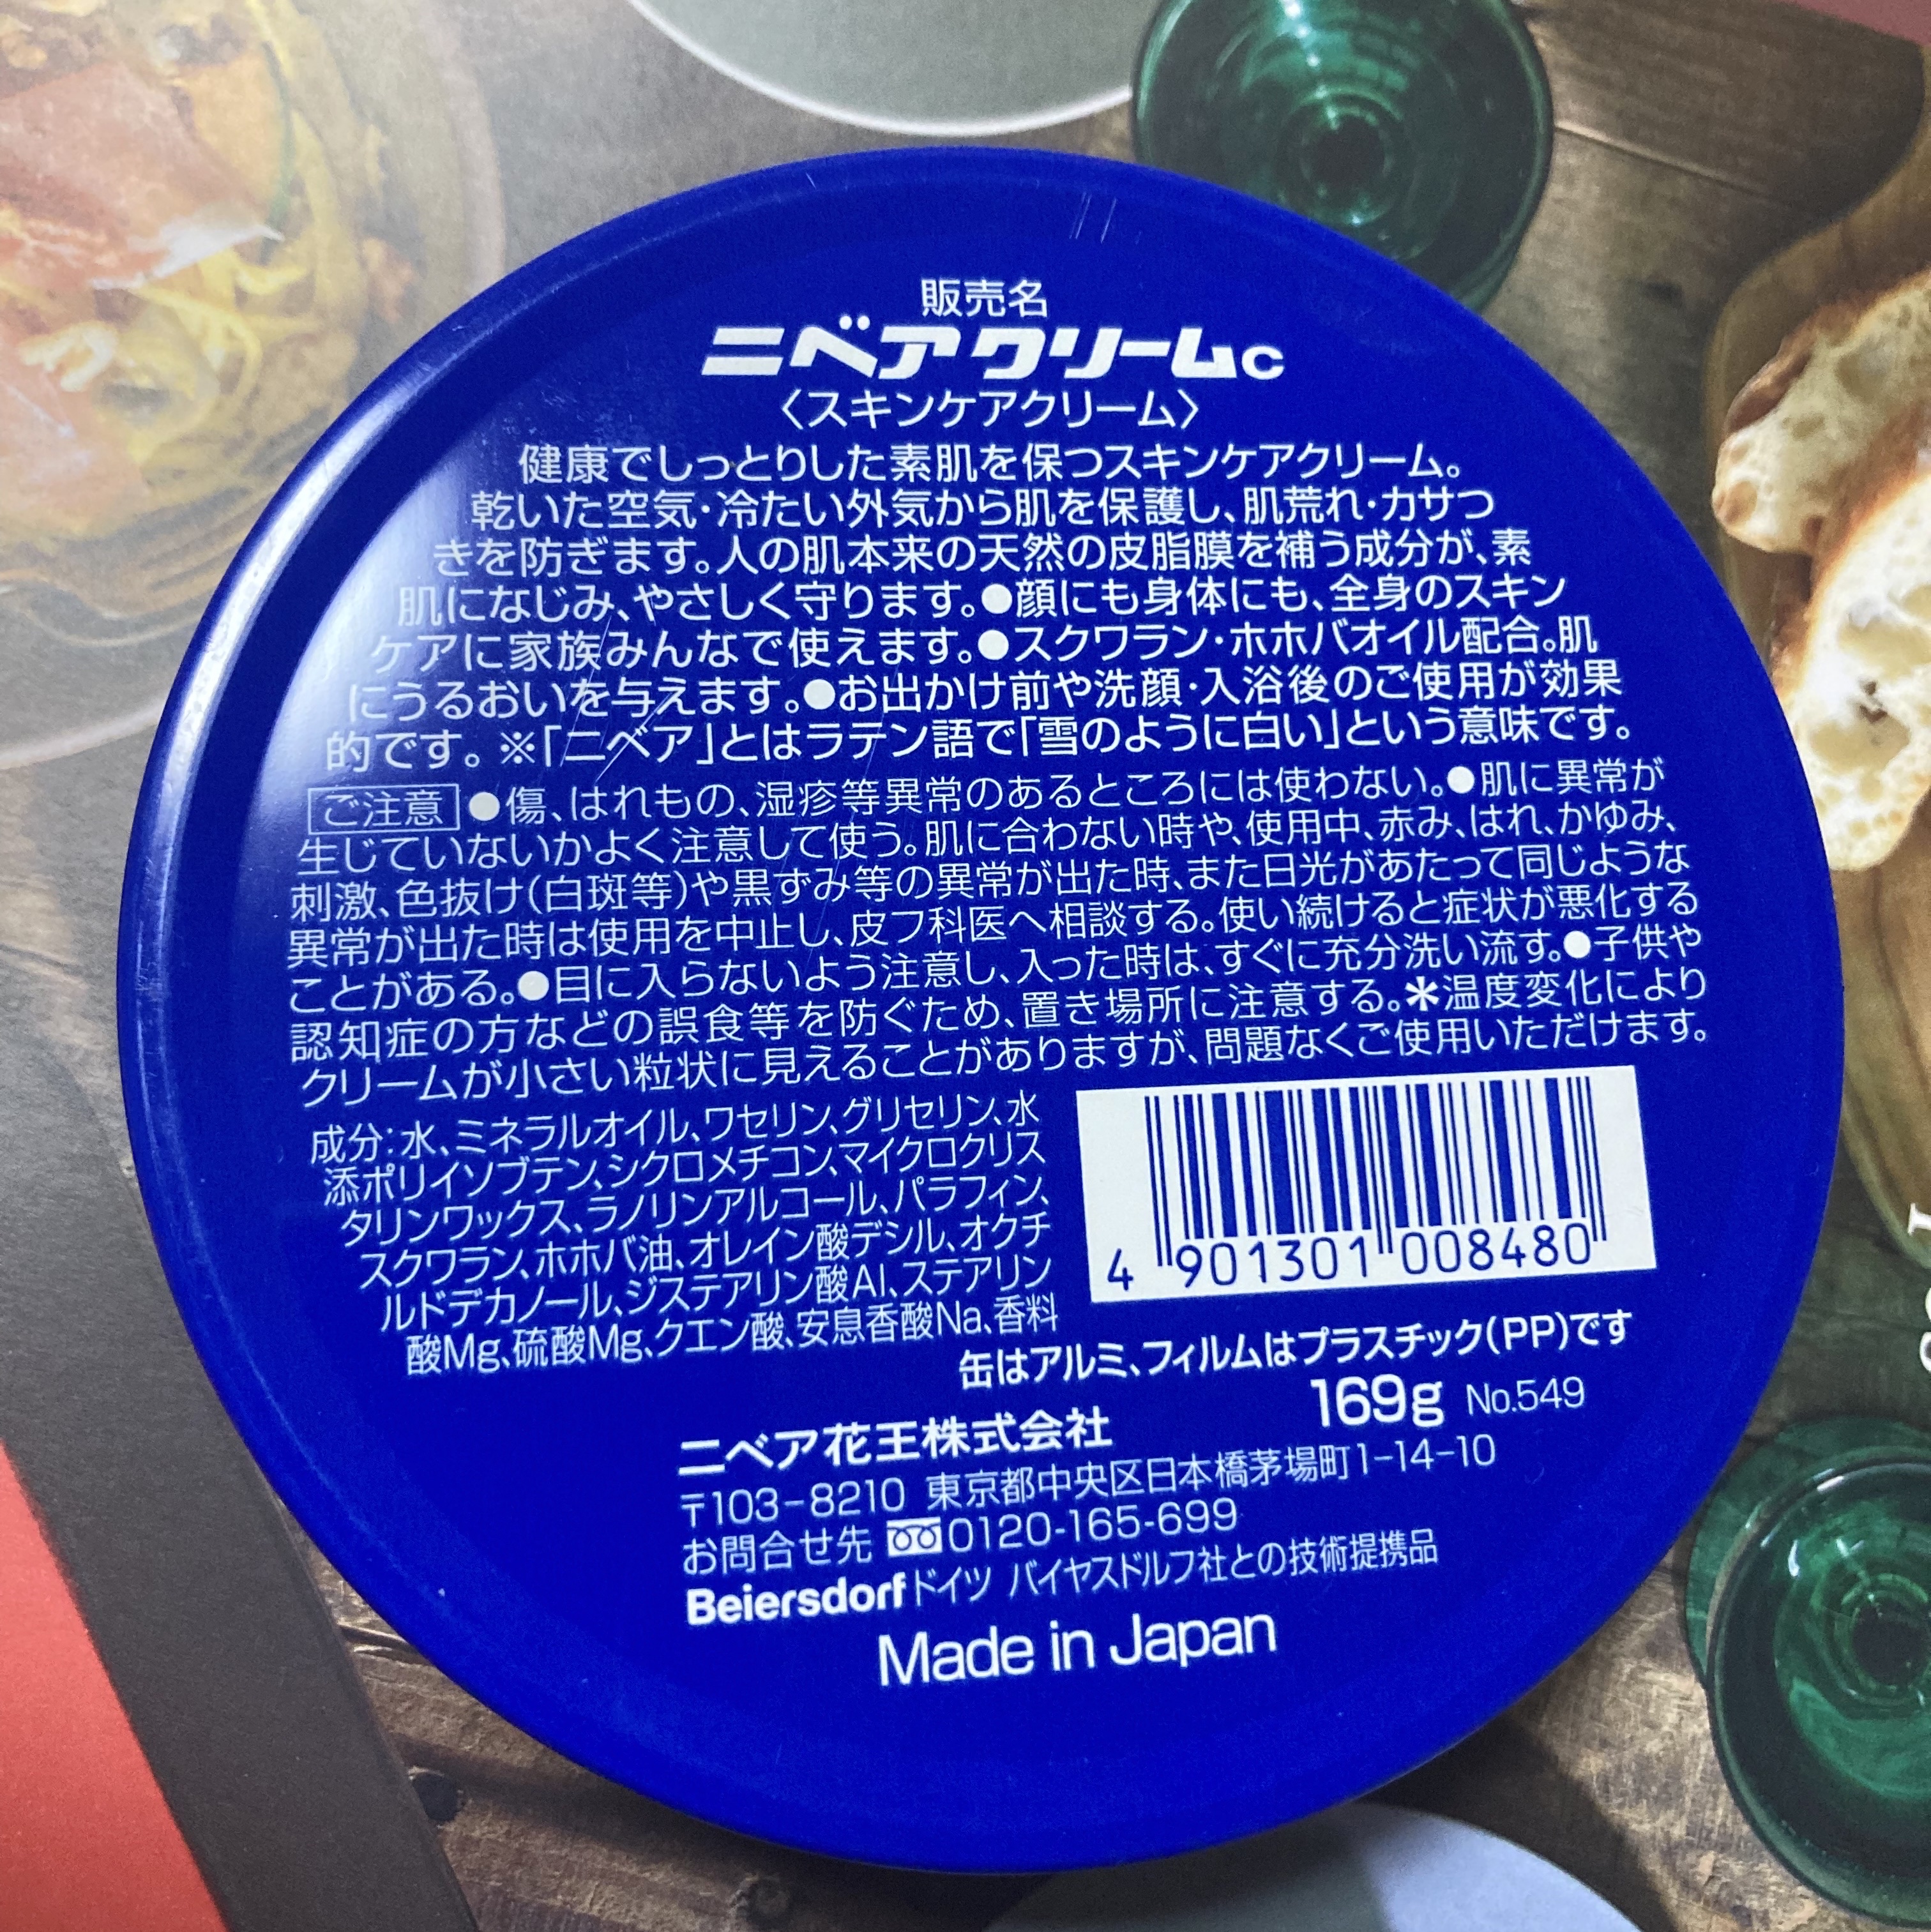 販売名
ニベアクリームc
〈スキンケアクリーム〉
健康でしっとりした素肌を保つスキンケアクリーム。
乾いた空気・冷たい外気から肌を保護し、肌荒れ・カサつ
きを防ぎます。人の肌本来の天然の皮脂膜を補う成分が、素
肌になじみ、やさしく守ります。●顔にも身体にも、全身のスキン
ケアに家族みんなで使えます。●スクワラン・ホホバオイル配合。肌
にうるおいを与えます。●お出かけ前や洗顔・入浴後のご使用が効果
的です。※「ニベア」とはラテン語で「雪のように白い」という意味です。
ご注意 ●傷、はれもの、湿疹等異常のあるところには使わない。●肌に異常が
生じていないかよく注意して使う。肌に合わない時や、使用中、赤み、はれ、かゆみ、
刺激、色抜け(白斑等)や黒ずみ等の異常が出た時、また日光があたって同じような
異常が出た時は使用を中止し、皮フ科医へ相談する。使い続けると症状が悪化する
ことがある。●目に入らないよう注意し、入った時は、すぐに充分洗い流す。●子供や
認知症の方などの誤食等を防ぐため、置き場所に注意する。＊温度変化により
クリームが小さい粒状に見えることがありますが、問題なくご使用いただけます。
成分：水、ミネラルオイル、ワセリン、グリセリン、水
添ポリイソブテン、シクロメチコン、マイクロクリス
タリンワックス、ラノリンアルコール、パラフィン、
スクワラン、ホホバ油、オレイン酸デシル、オクチ
ルドデカノール、ジステアリン酸Al、ステアリン
酸Mg、硫酸Mg、クエン酸、安息香酸Na、香料
4 901301 008480
缶はアルミ、フィルムはプラスチック(PP)です
169g No.549
ニベア花王株式会社
〒103-8210 東京都中央区日本橋茅場町1-14-10
お問合せ先 0120-165-699
Beiersdorfドイツ バイヤスドルフ社との技術提携品
Made in Japan